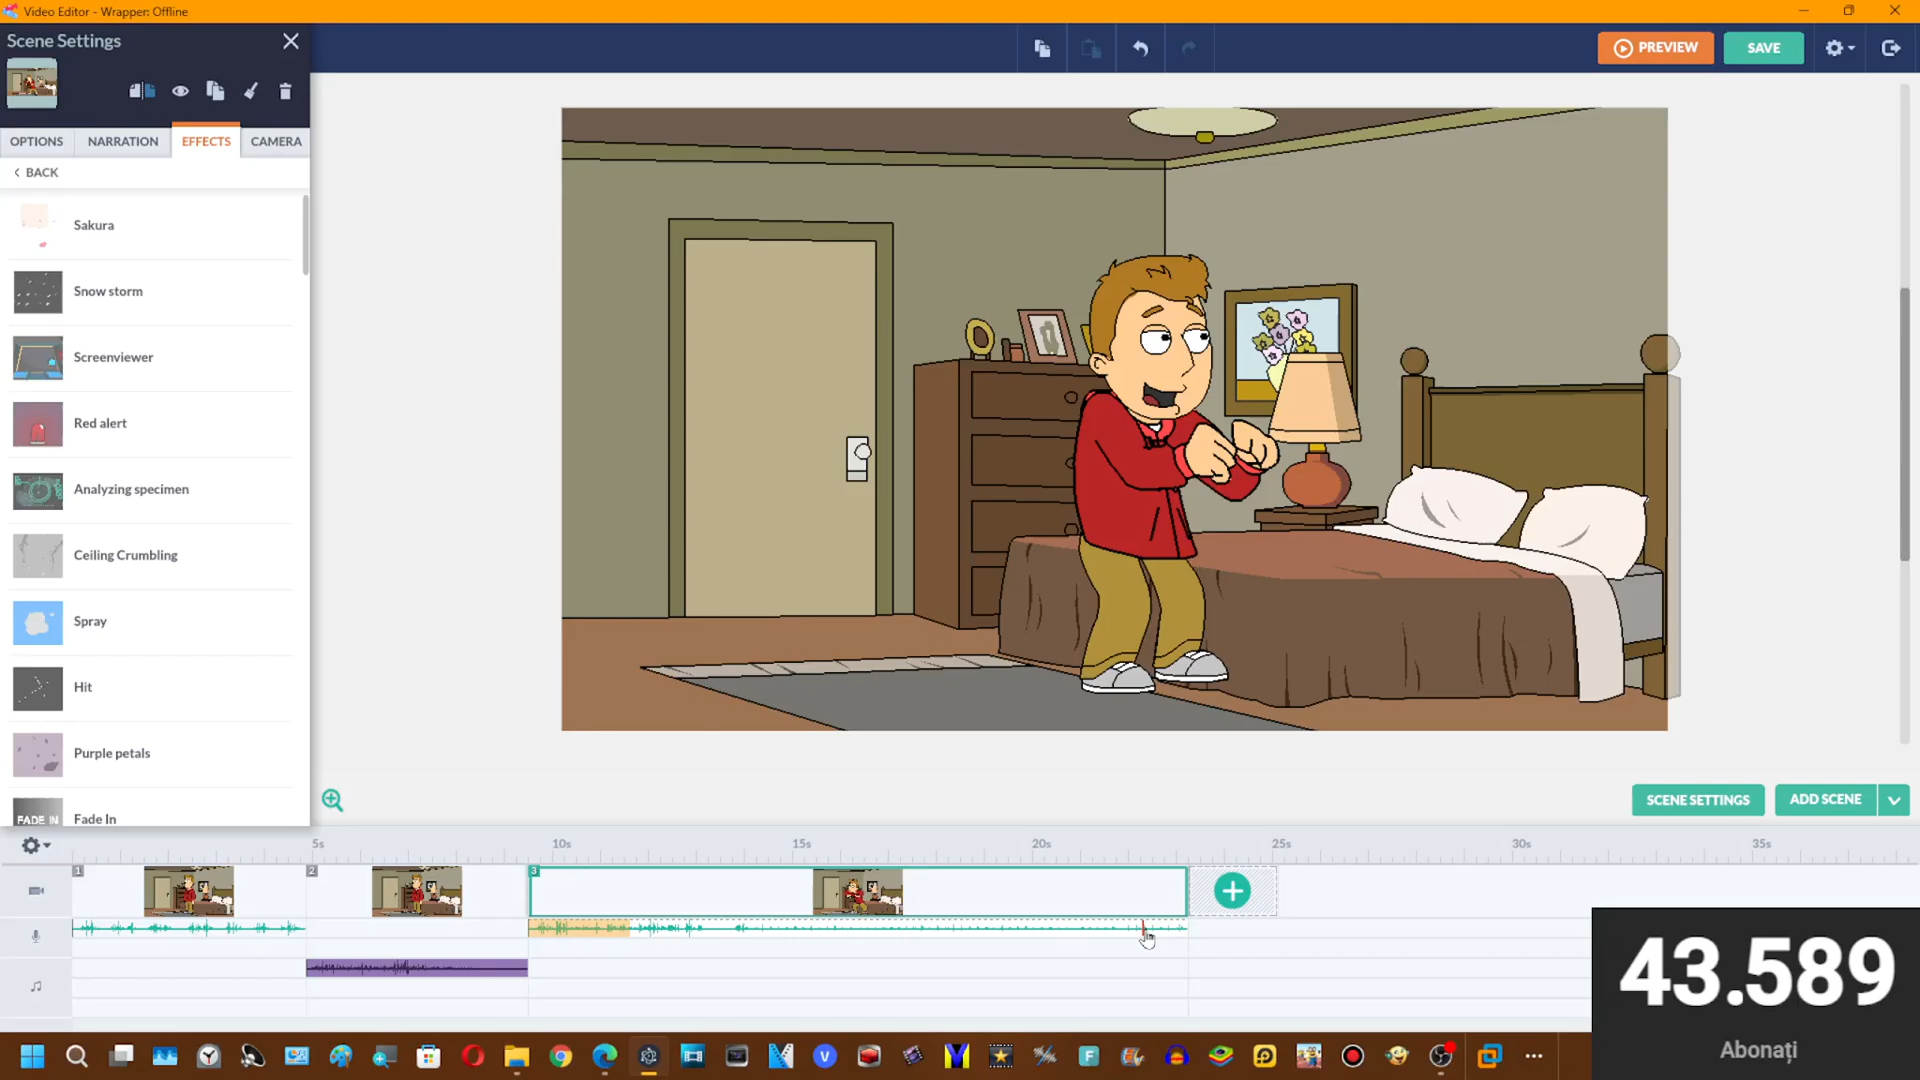 Video Editor - Wrapper: Offline
Scene Settings
PREVIEW
SAVE
OPTIONS
NARRATION
EFFECTS
CAMERA
BACK
Sakura
Snow storm
Screenviewer
Red alert
Analyzing specimen
Ceiling Crumbling
Spray
Hit
Purple petals
FADE IN
Fade In
SCENE SETTINGS
ADD SCENE
5s
10s
15s
20s
25s
30s
35s
1
2
3
43.589
Abonați